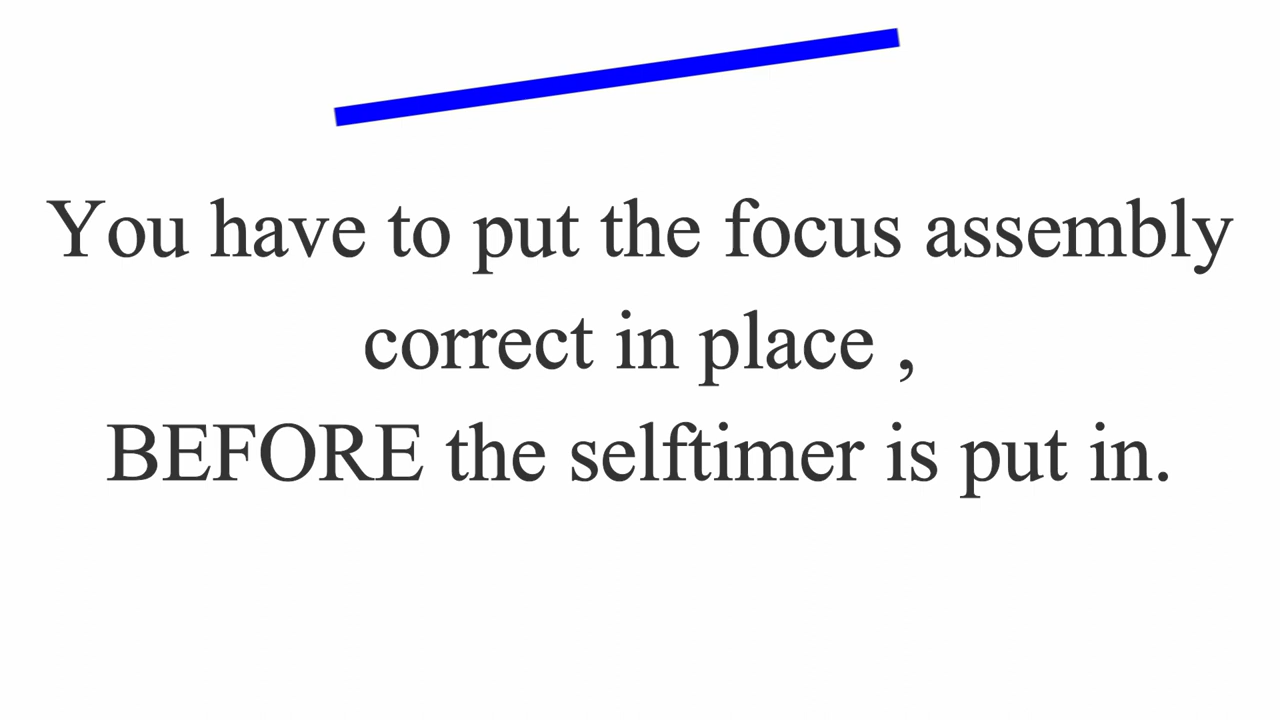 You have to put the focus assembly
correct in place ,
BEFORE the selftimer is put in.